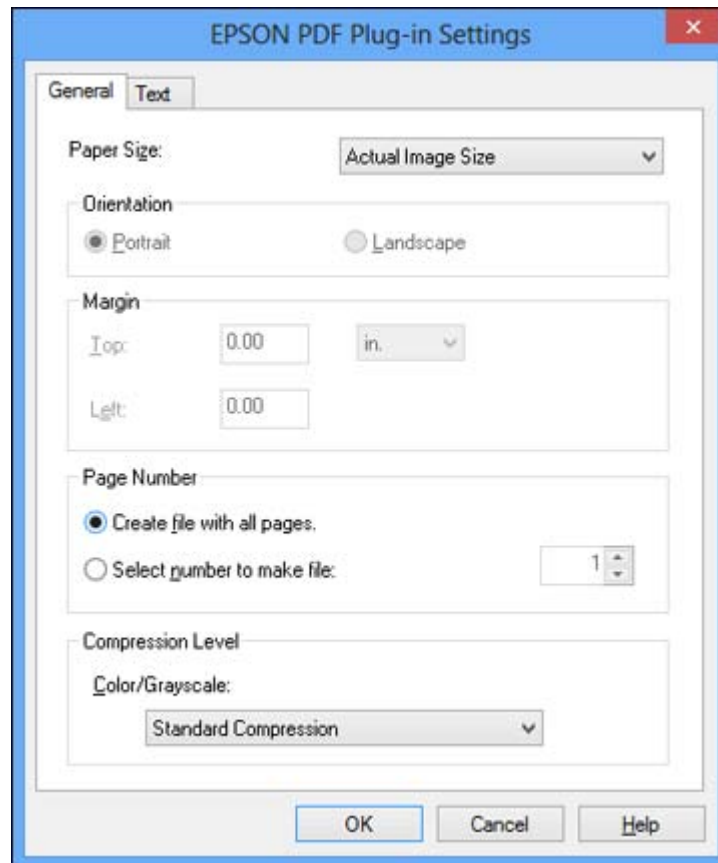 EPSON PDF Plug-in Settings
General Text
Paper Size: Actual Image Size
Orientation
Portrait Landscape
Margin
Top: 0.00 in.
Left: 0.00
Page Number
Create file with all pages.
Select number to make file: 1
Compression Level
Color/Grayscale:
Standard Compression
OK Cancel Help